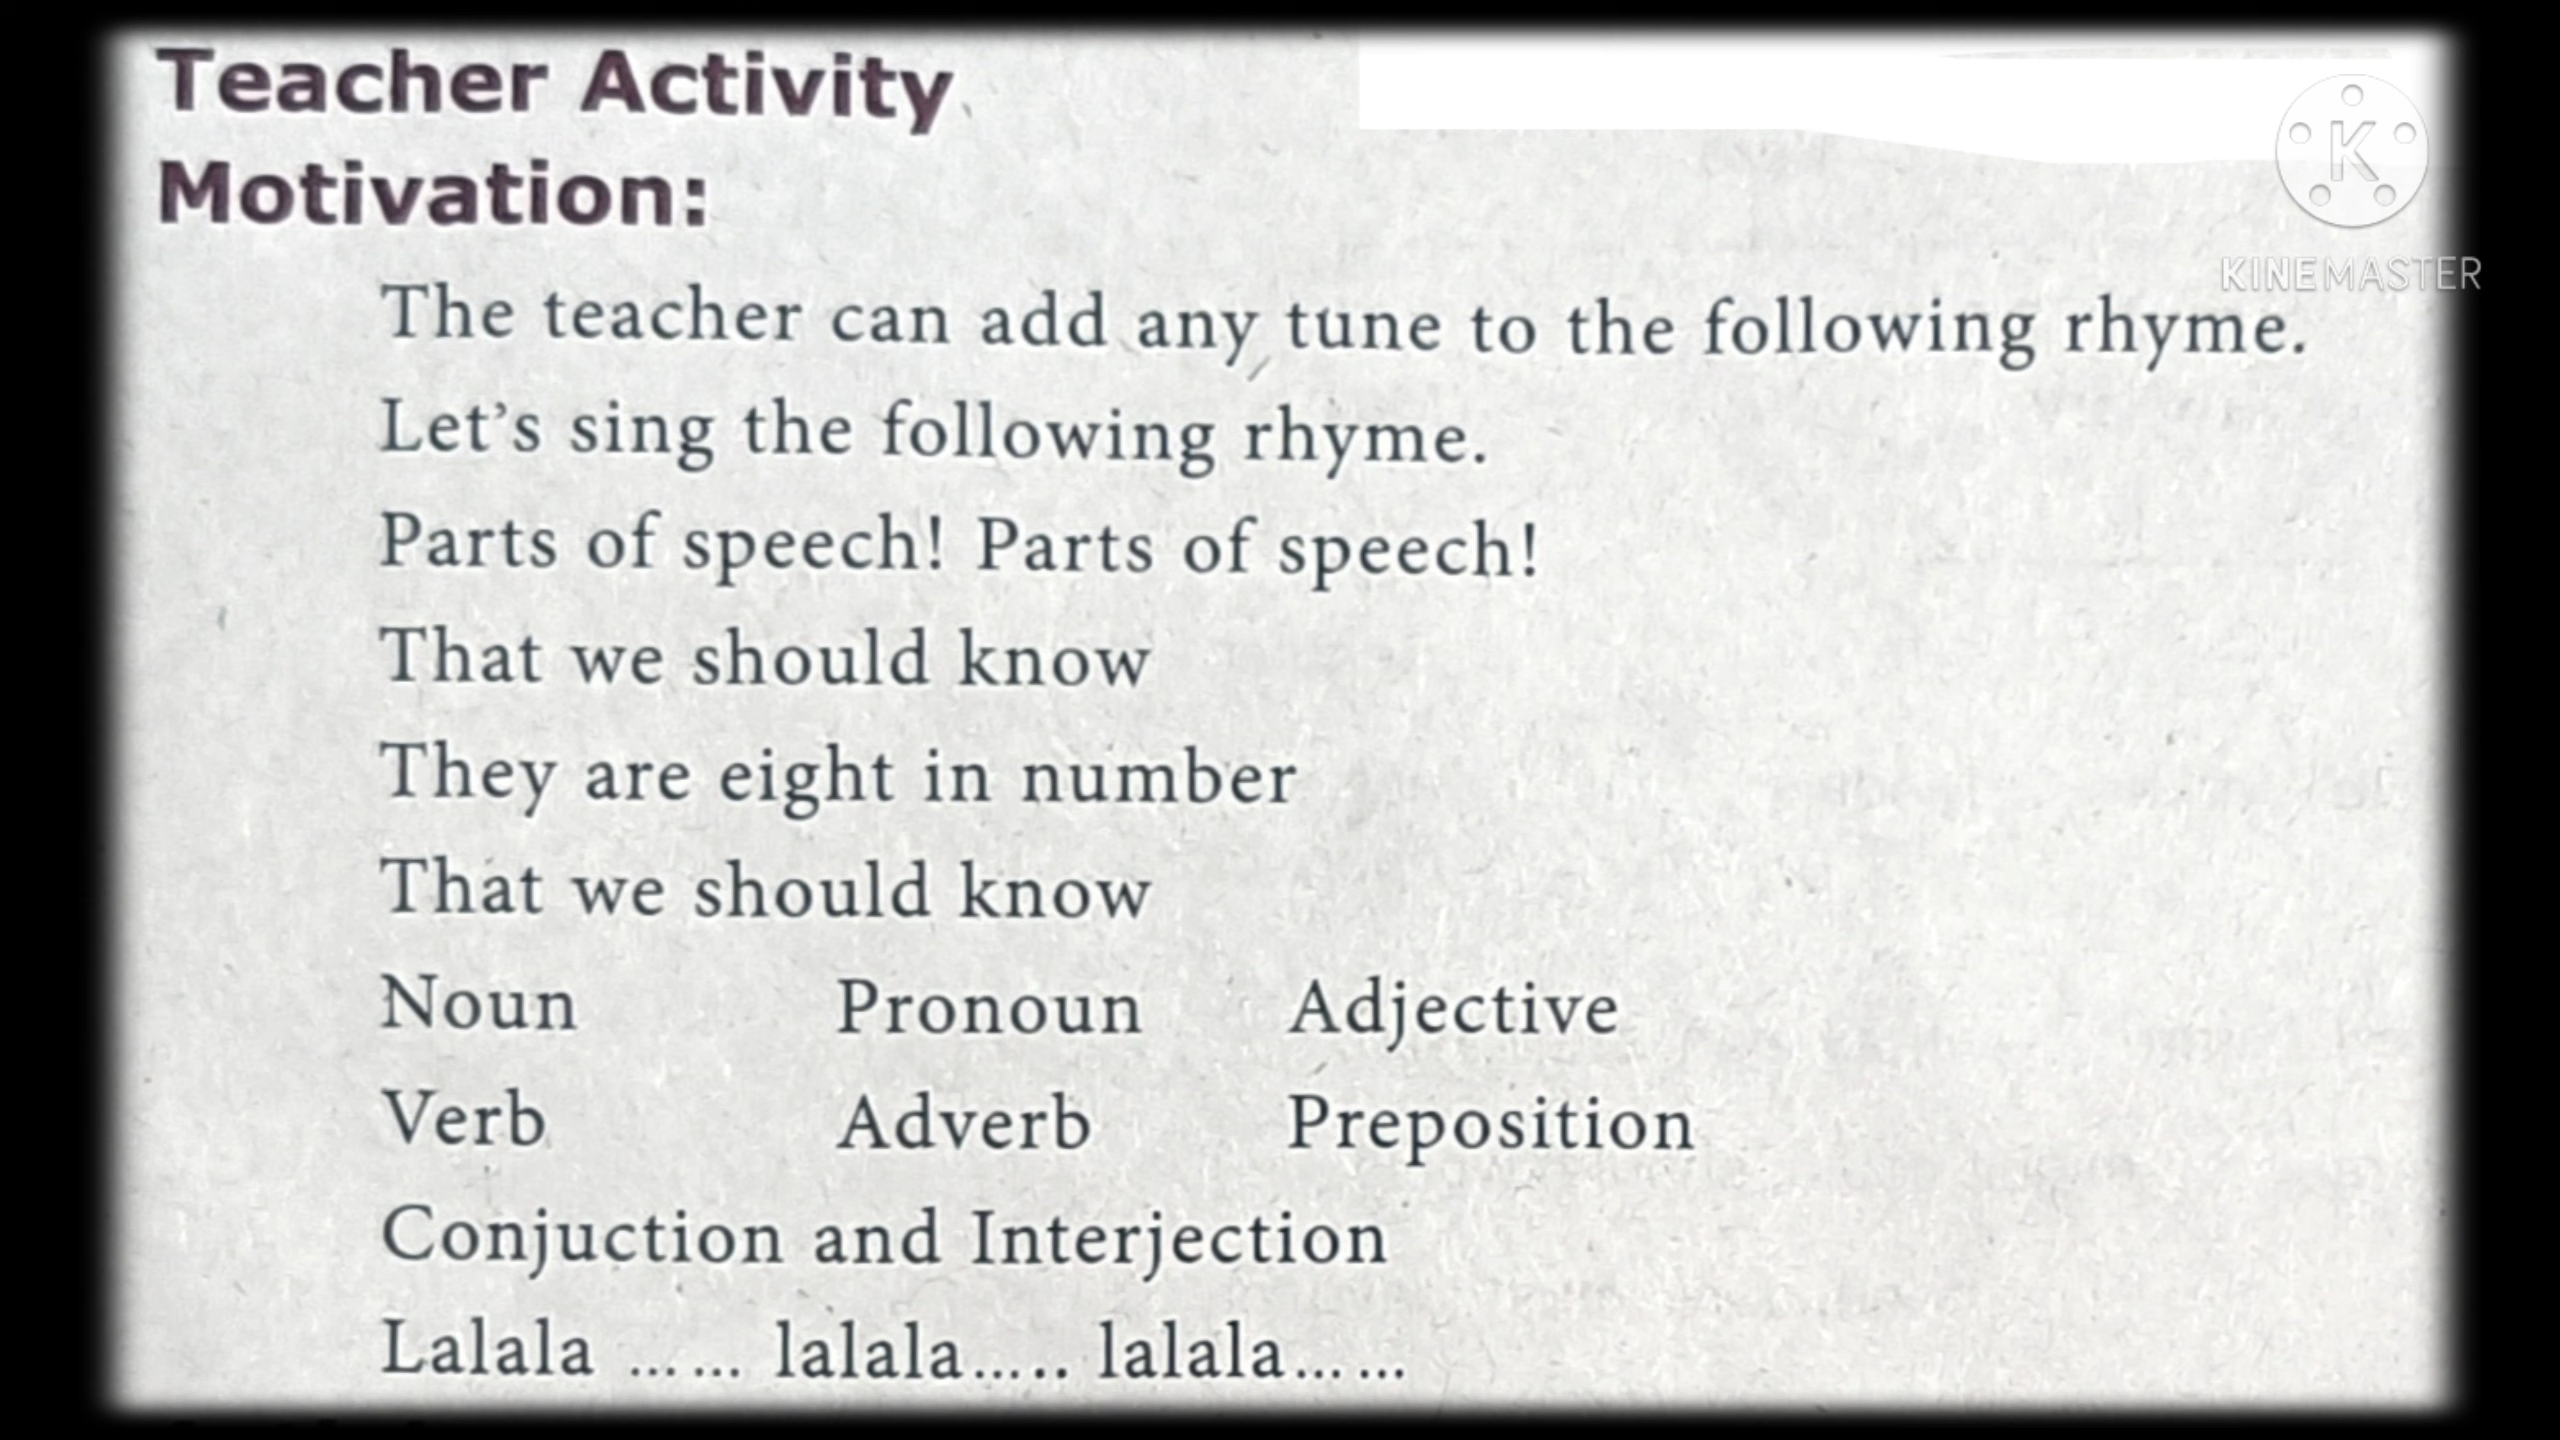 Teacher Activity
Motivation:
KINEMASTER
The teacher can add any tune to the following rhyme.
Let's sing the following rhyme.
Parts of speech! Parts of speech!
That we should know
They are eight in number
That we should know
Noun Pronoun Adjective
Verb Adverb Preposition
Conjuction and Interjection
Lalala ...... lalala..... lalala......